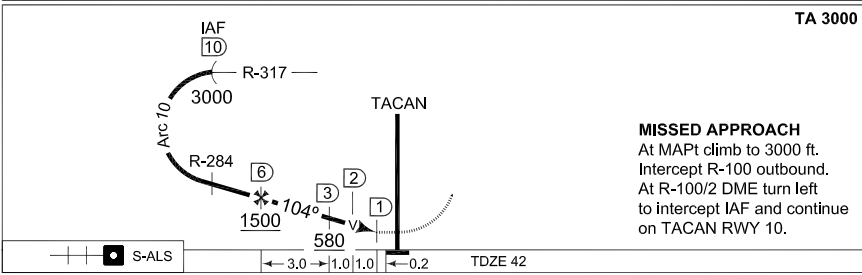 TA 3000
IAF
10
R-317
3000
TACAN
Arc 10
R-284
6
1500
104°
3
580
2
V
1
MISSED APPROACH
At MAPt climb to 3000 ft.
Intercept R-100 outbound.
At R-100/2 DME turn left
to intercept IAF and continue
on TACAN RWY 10.
S-ALS
3.0
1.0
1.0
0.2
TDZE 42